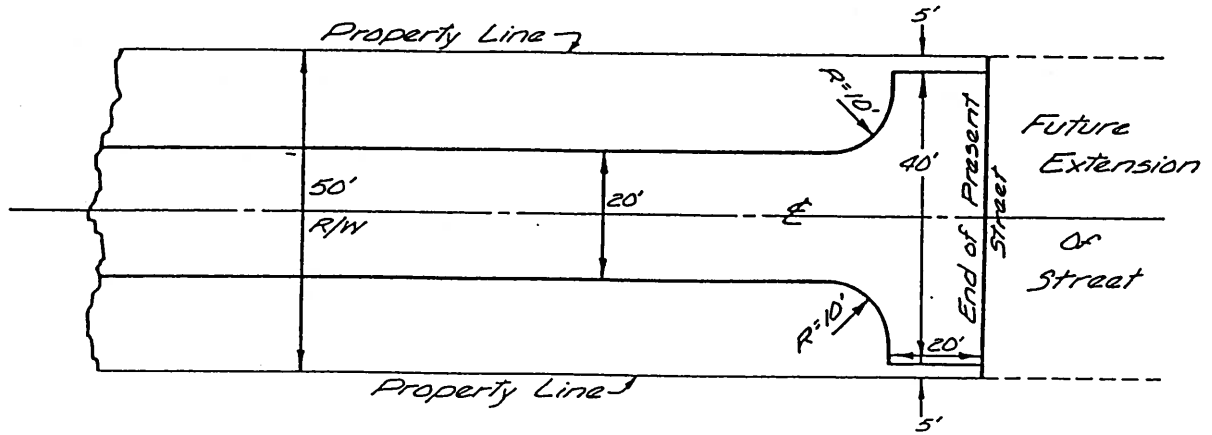 5'
Property Line
R=10'
Future
Extension
40'
50'
R/W
20'
℄
End of Present
Street
Or
Street
R=10'
20'
Property Line
5'